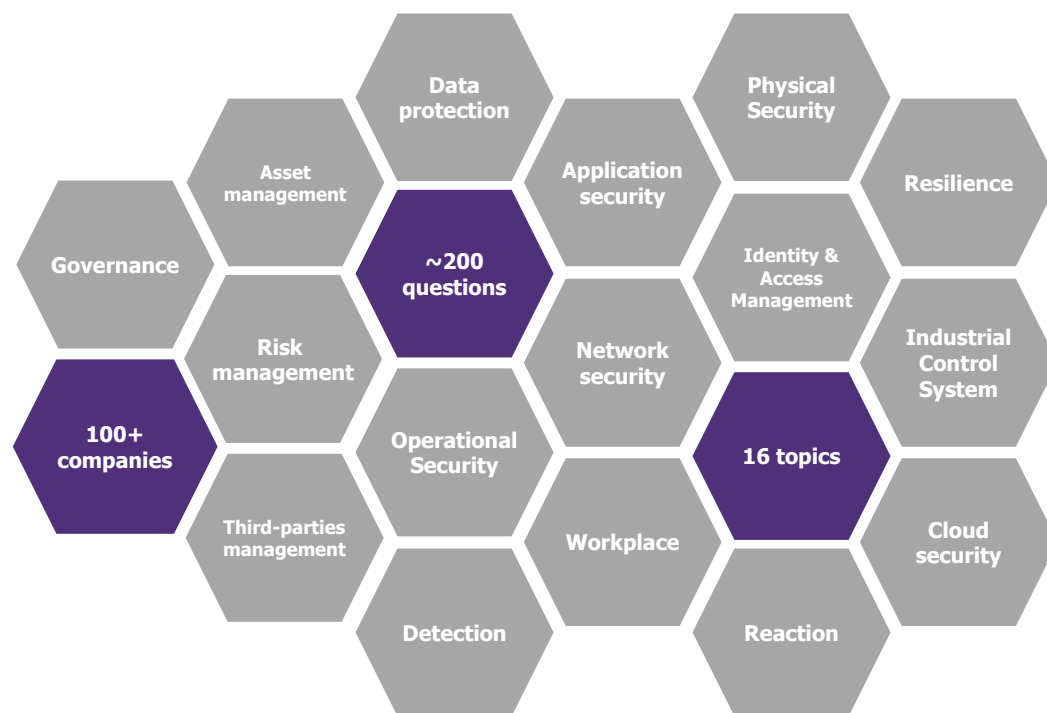 Data
protection
Physical
Security
Asset
management
Application
security
Resilience
Governance
~200
questions
Identity &
Access
Management
Risk
management
Network
security
Industrial
Control
System
100+
companies
Operational
Security
16 topics
Third-parties
management
Workplace
Cloud
security
Detection
Reaction